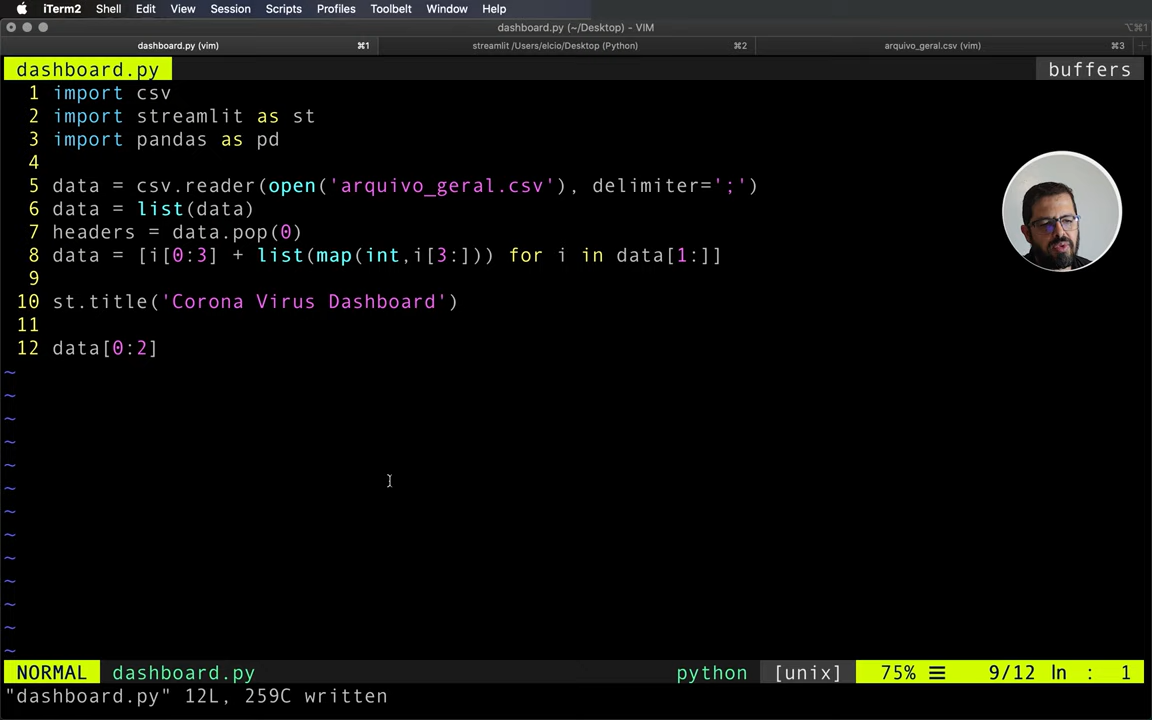 iTerm2 Shell Edit View Session Scripts Profiles Toolbelt Window Help
dashboard.py (~/Desktop) - VIM ⌥⌘1
dashboard.py (vim) ⌘1 streamlit /Users/elcio/Desktop (Python) ⌘2 arquivo_geral.csv (vim) ⌘3 +
dashboard.py buffers
1 import csv
2 import streamlit as st
3 import pandas as pd
4
5 data = csv.reader(open('arquivo_geral.csv'), delimiter=';')
6 data = list(data)
7 headers = data.pop(0)
8 data = [i[0:3] + list(map(int,i[3:])) for i in data[1:]]
9
10 st.title('Corona Virus Dashboard')
11
12 data[0:2]
~
~
~
~
~
~
~
~
~
~
~
~
~
NORMAL dashboard.py python [unix] 75% ☰ 9/12 ln : 1
"dashboard.py" 12L, 259C written